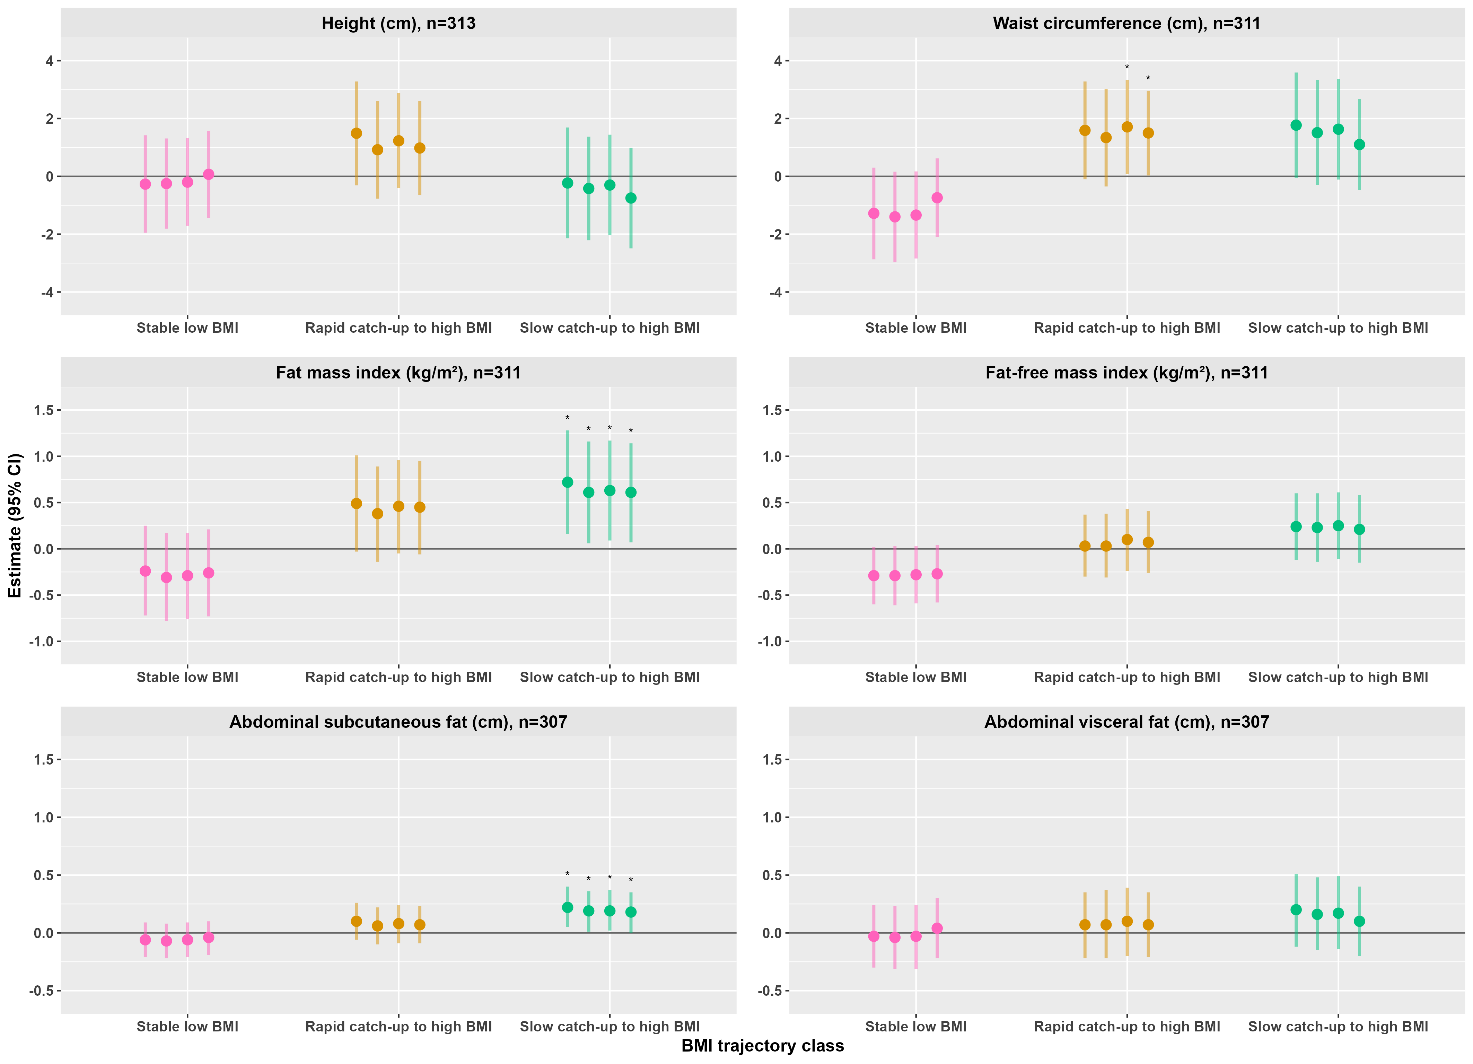 Height (cm), n=313
4
2
0
-2
-4
Stable low BMI
Rapid catch-up to high BMI
Slow catch-up to high BMI
Waist circumference (cm), n=311
* *
4
2
0
-2
-4
Stable low BMI
Rapid catch-up to high BMI
Slow catch-up to high BMI
Estimate (95% CI)
Fat mass index (kg/m²), n=311
* * * *
1.5
1.0
0.5
0.0
-0.5
-1.0
Stable low BMI
Rapid catch-up to high BMI
Slow catch-up to high BMI
Fat-free mass index (kg/m²), n=311
1.5
1.0
0.5
0.0
-0.5
-1.0
Stable low BMI
Rapid catch-up to high BMI
Slow catch-up to high BMI
Abdominal subcutaneous fat (cm), n=307
* * * *
1.5
1.0
0.5
0.0
-0.5
Stable low BMI
Rapid catch-up to high BMI
Slow catch-up to high BMI
Abdominal visceral fat (cm), n=307
1.5
1.0
0.5
0.0
-0.5
Stable low BMI
Rapid catch-up to high BMI
Slow catch-up to high BMI
BMI trajectory class